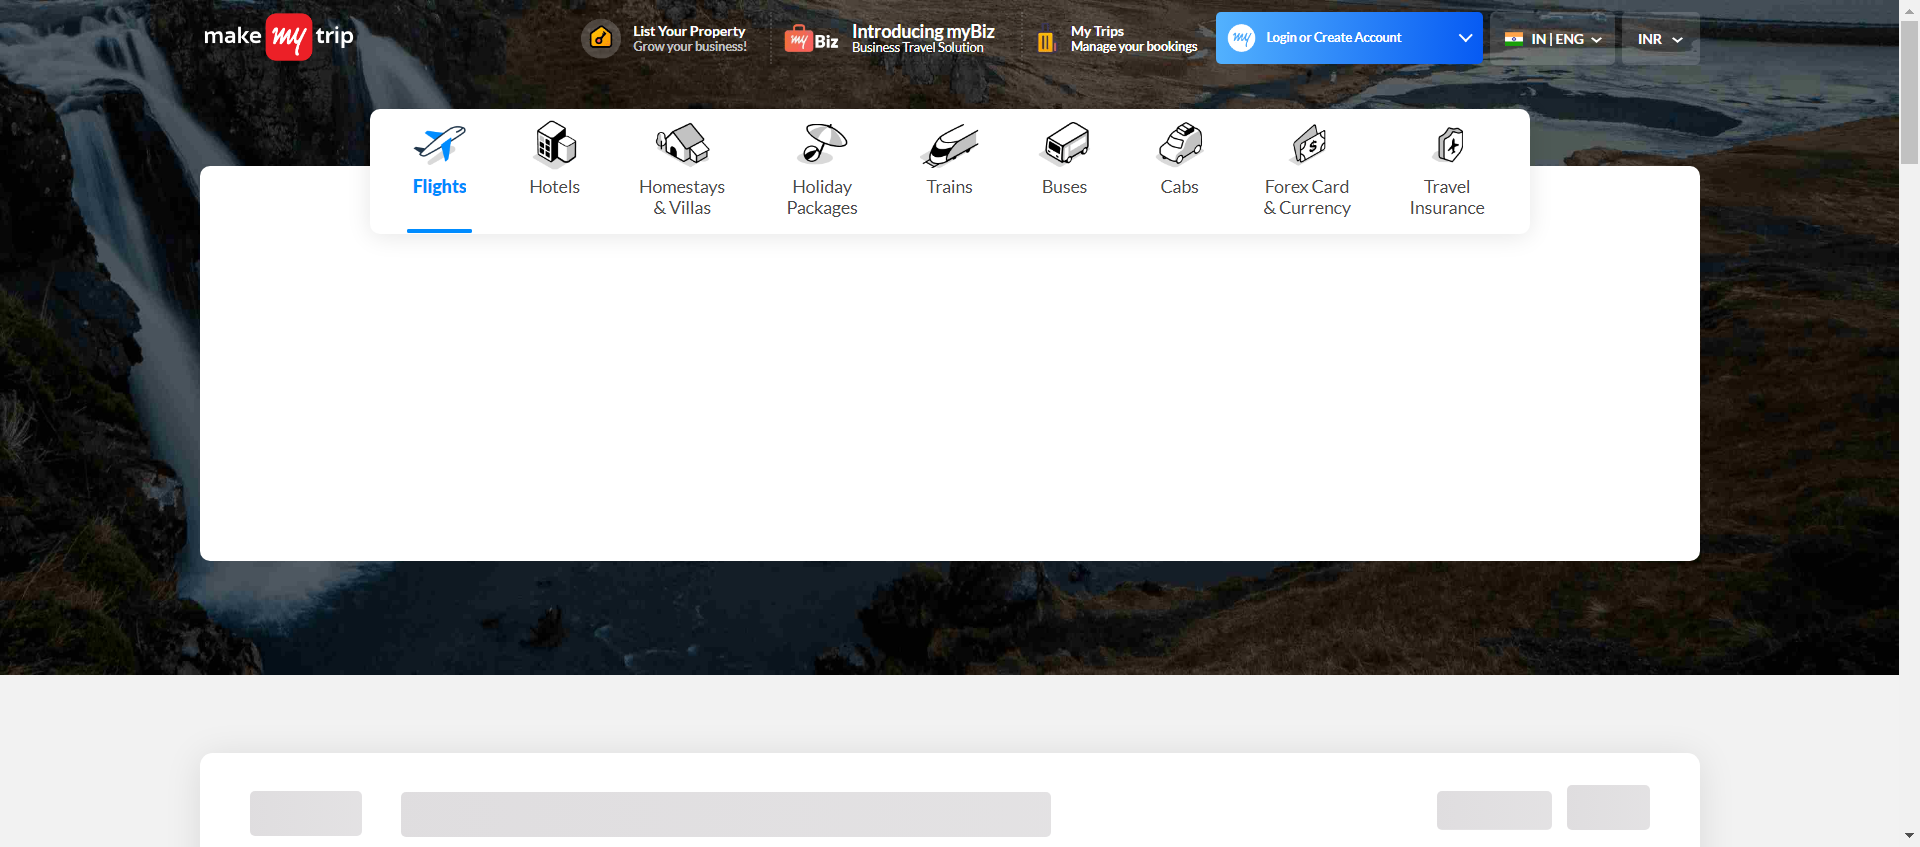 make my trip
List Your Property
Grow your business!
my Biz
Introducing myBiz
Business Travel Solution
My Trips
Manage your bookings
my
Login or Create Account
IN | ENG
INR
Flights
Hotels
Homestays
& Villas
Holiday
Packages
Trains
Buses
Cabs
Forex Card
& Currency
Travel
Insurance